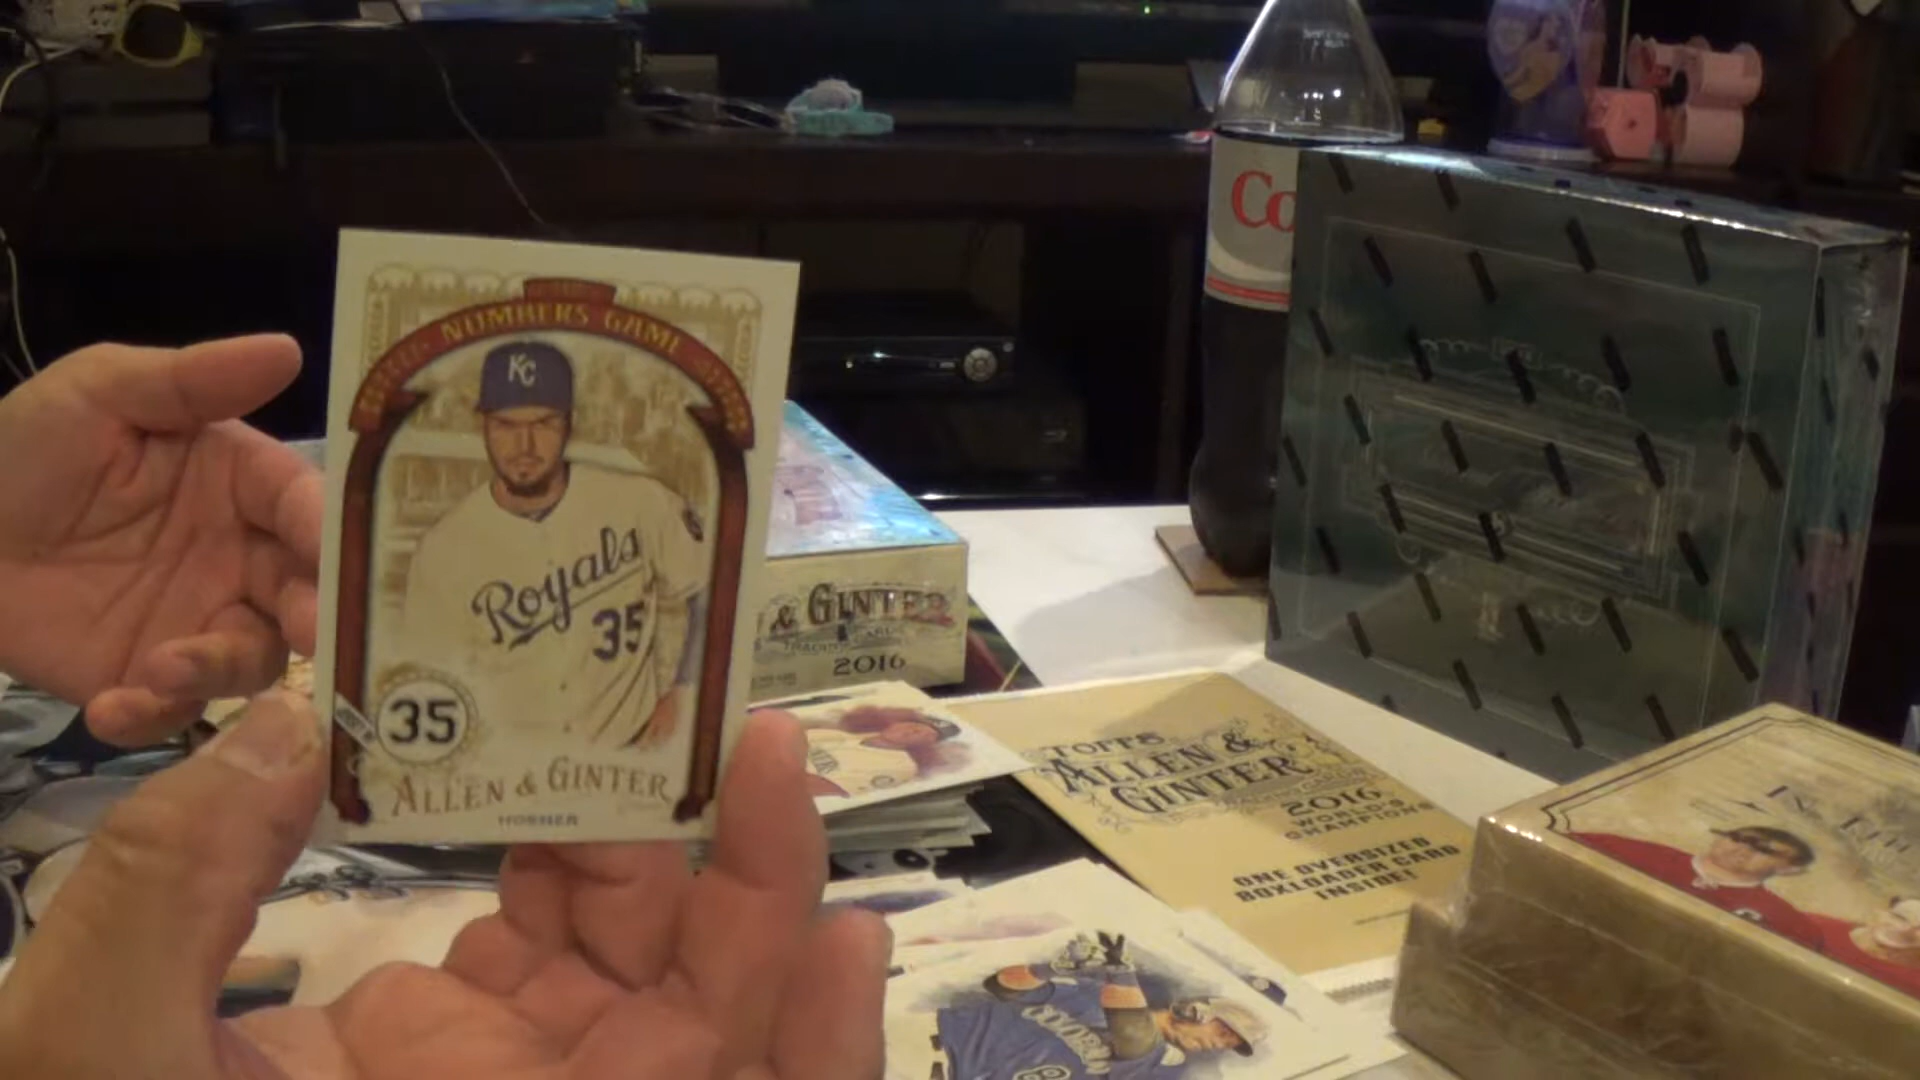 NUMBERS GAME
KC
Royals
35
35
ALLEN & GINTER
HOSMER
Co
& GINTER
2016
TOPPS
ALLEN &
GINTER
2016
WORLD'S
CHAMPIONS
ONE OVERSIZED
BOXLOADER CARD
INSIDE!